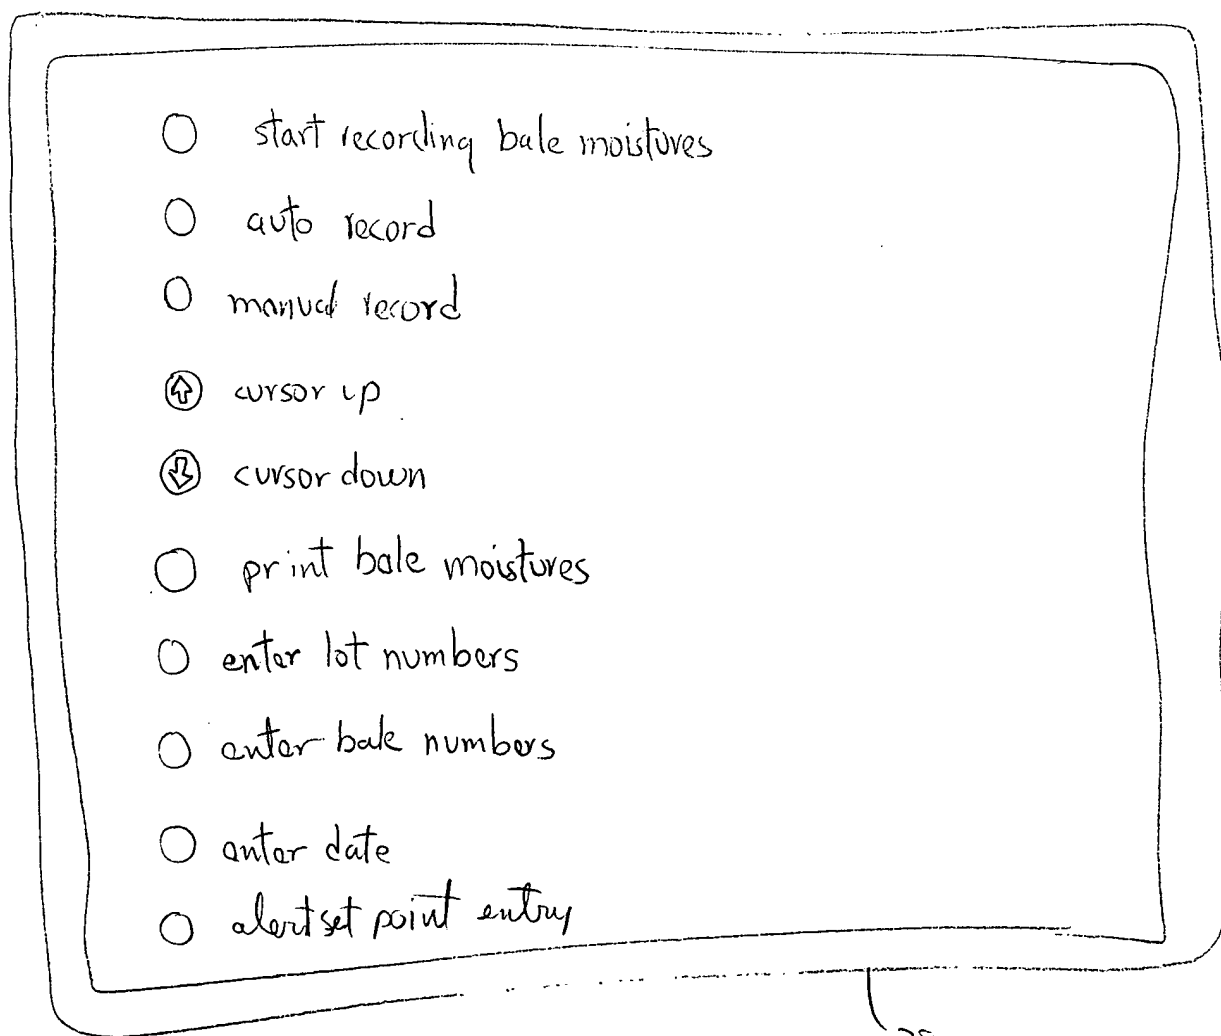 start recording bale moistures
auto record
manual record
cursor up
cursor down
print bale moistures
enter lot numbers
enter bale numbers
enter date
alert set point entry